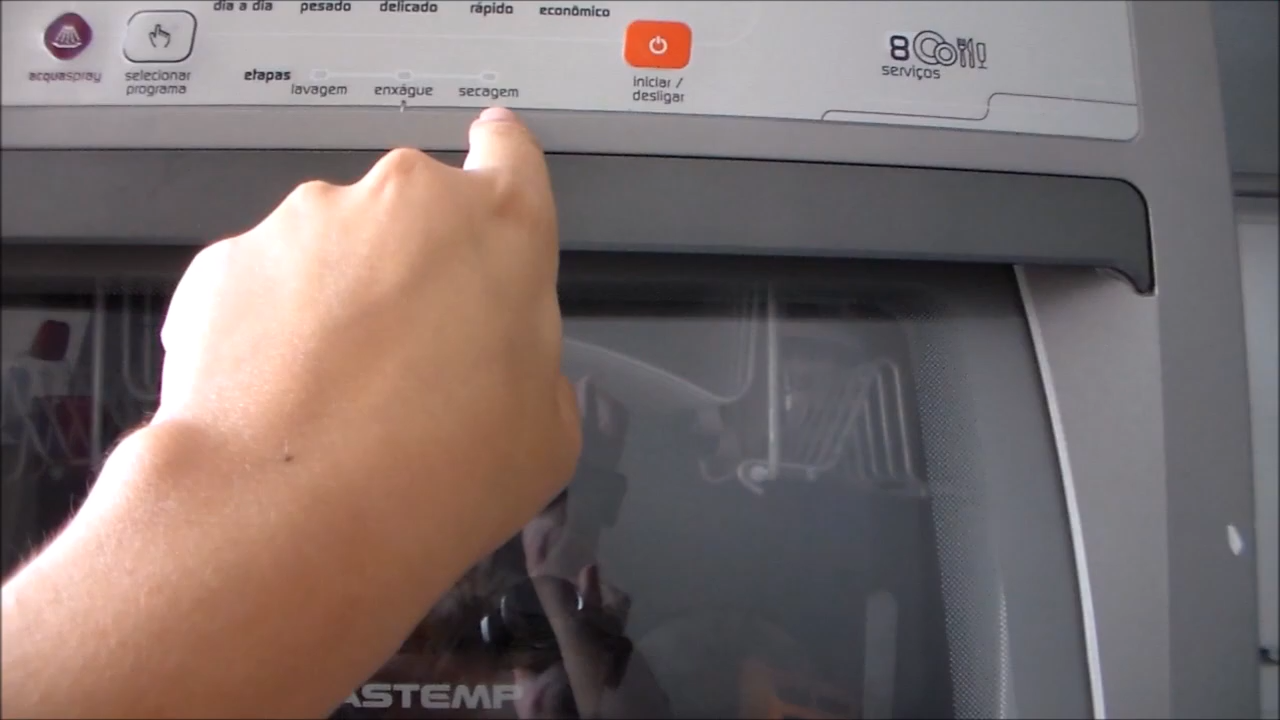 dia a dia pesado delicado rápido econômico
acquaspray
selecionar
programa
etapas
lavagem enxágue secagem
iniciar /
desligar
8
serviços
ASTEMP